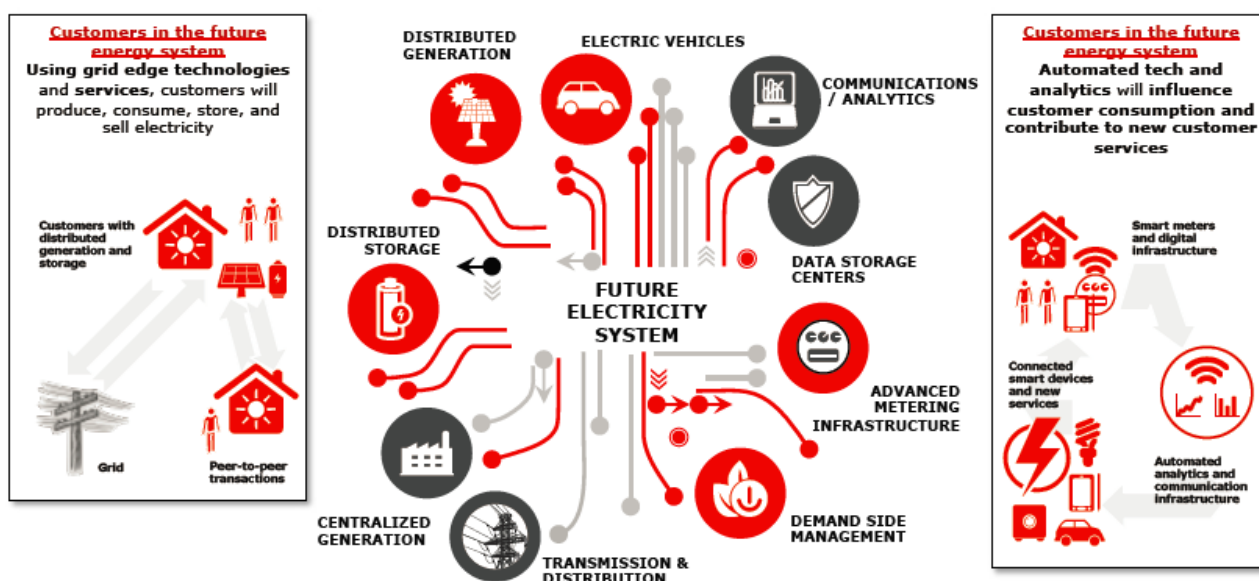 Customers in the future
energy system
Using grid edge technologies
and services, customers will
produce, consume, store, and
sell electricity
Customers with
distributed
generation and
storage
Grid
Peer-to-peer
transactions
DISTRIBUTED
GENERATION
ELECTRIC VEHICLES
COMMUNICATIONS
/ ANALYTICS
DISTRIBUTED
STORAGE
DATA STORAGE
CENTERS
FUTURE
ELECTRICITY
SYSTEM
ADVANCED
METERING
INFRASTRUCTURE
CENTRALIZED
GENERATION
TRANSMISSION &
DISTRIBUTION
DEMAND SIDE
MANAGEMENT
Customers in the future
energy system
Automated tech and
analytics will influence
customer consumption and
contribute to new customer
services
Smart meters
and digital
infrastructure
Connected
smart devices
and new
services
Automated
analytics and
communication
infrastructure